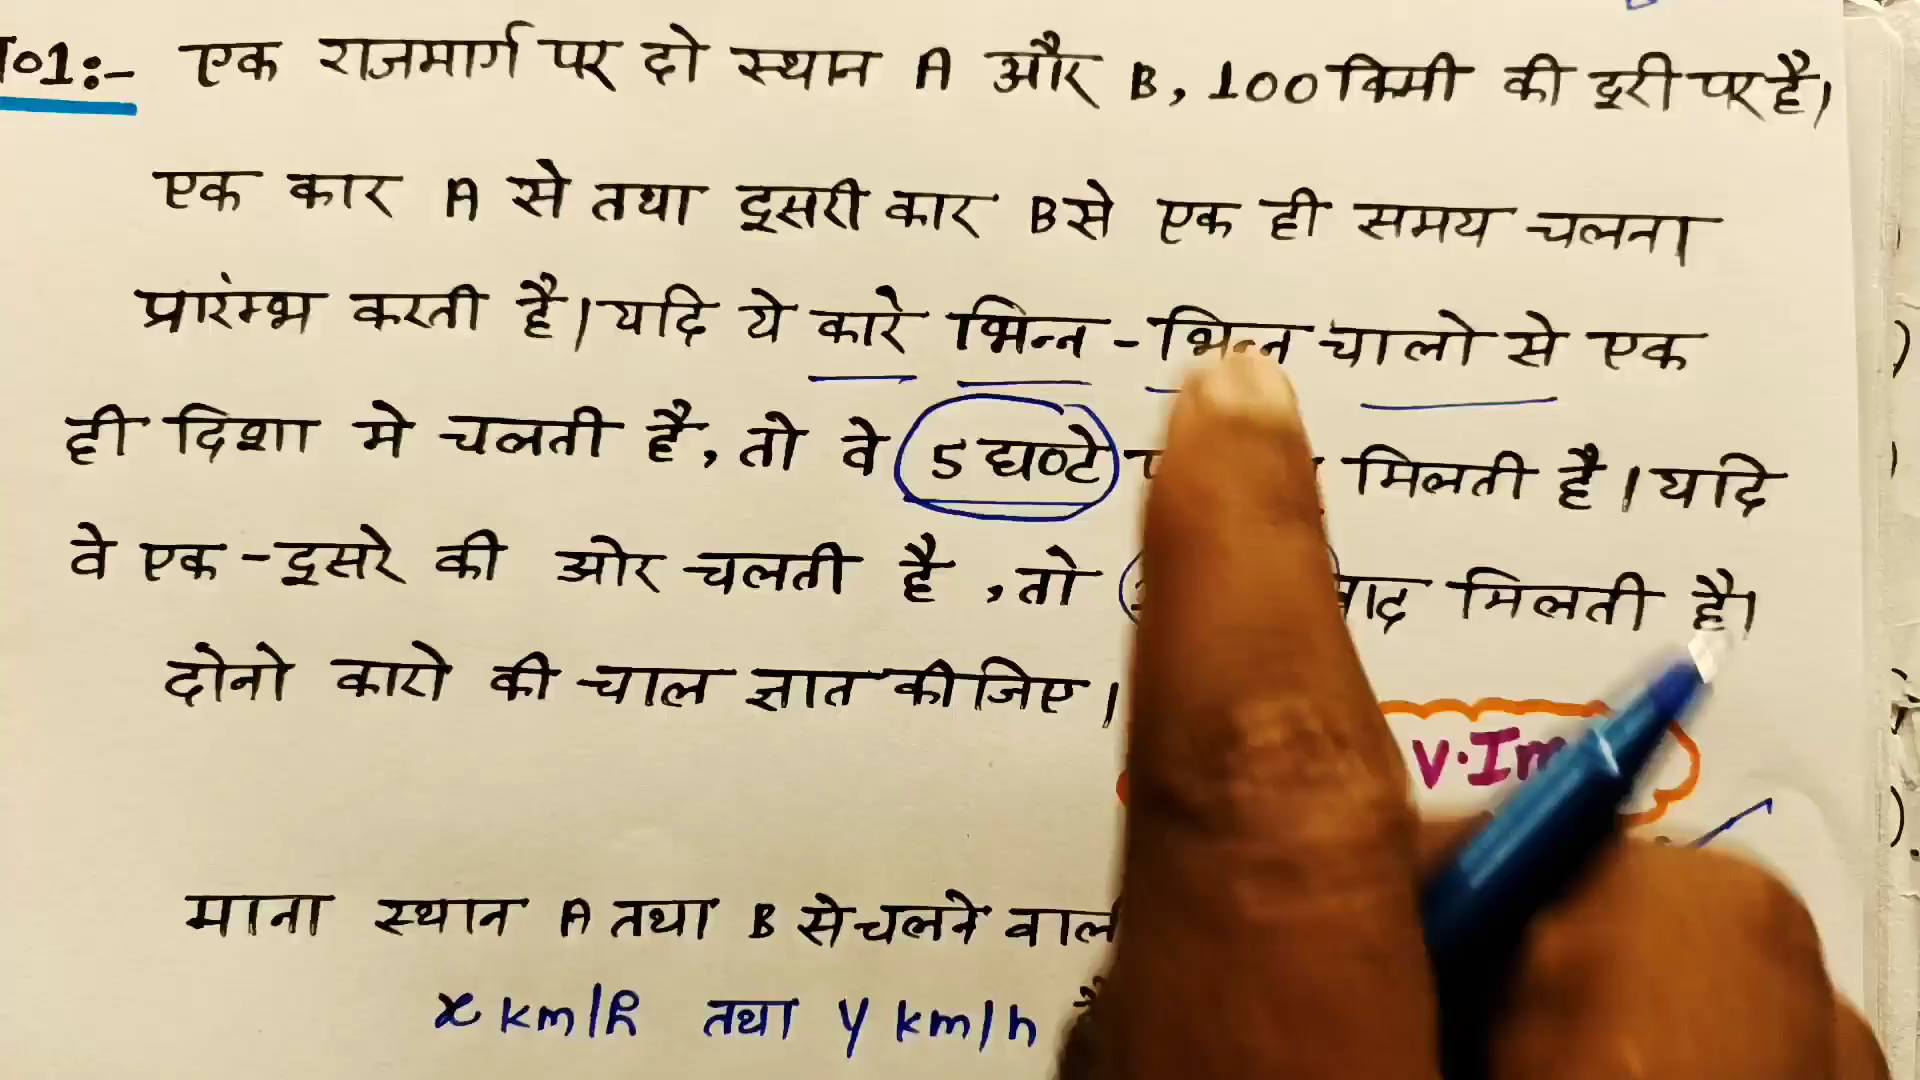 एक राजमार्ग पर दो स्थान A और B, 100 किमी की दूरी पर है।
एक कार A से तथा दूसरी कार B से एक ही समय चलना
प्रारंम्भ करती है। यदि ये कारे भिन्न - भिन्न चालो से एक
ही दिशा मे चलती है, तो वे 5 घण्टे मिलती है। यदि
वे एक - दूसरे की ओर चलती है, तो बाद मिलती है।
दोनो कारो की चाल ज्ञात कीजिए।
V.Im
माना स्थान A तथा B से चलने
x km/h तथा y km/h